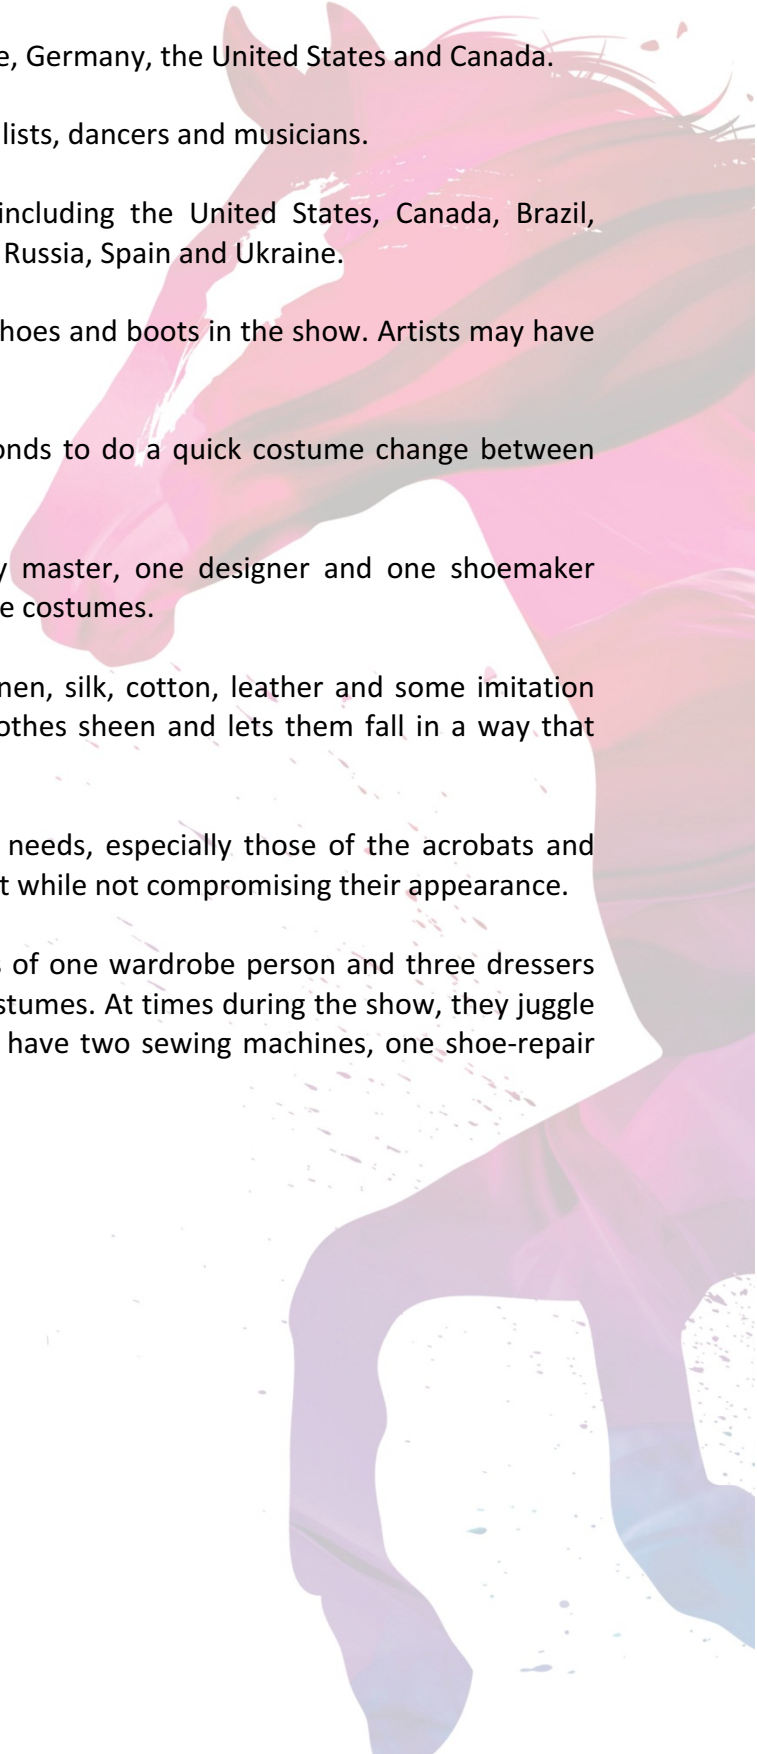 e, Germany, the United States and Canada.
lists, dancers and musicians.
including the United States, Canada, Brazil,
Russia, Spain and Ukraine.
hoes and boots in the show. Artists may have
onds to do a quick costume change between
y master, one designer and one shoemaker
e costumes.
nen, silk, cotton, leather and some imitation
othes sheen and lets them fall in a way that
needs, especially those of the acrobats and
t while not compromising their appearance.
s of one wardrobe person and three dressers
stumes. At times during the show, they juggle
have two sewing machines, one shoe-repair